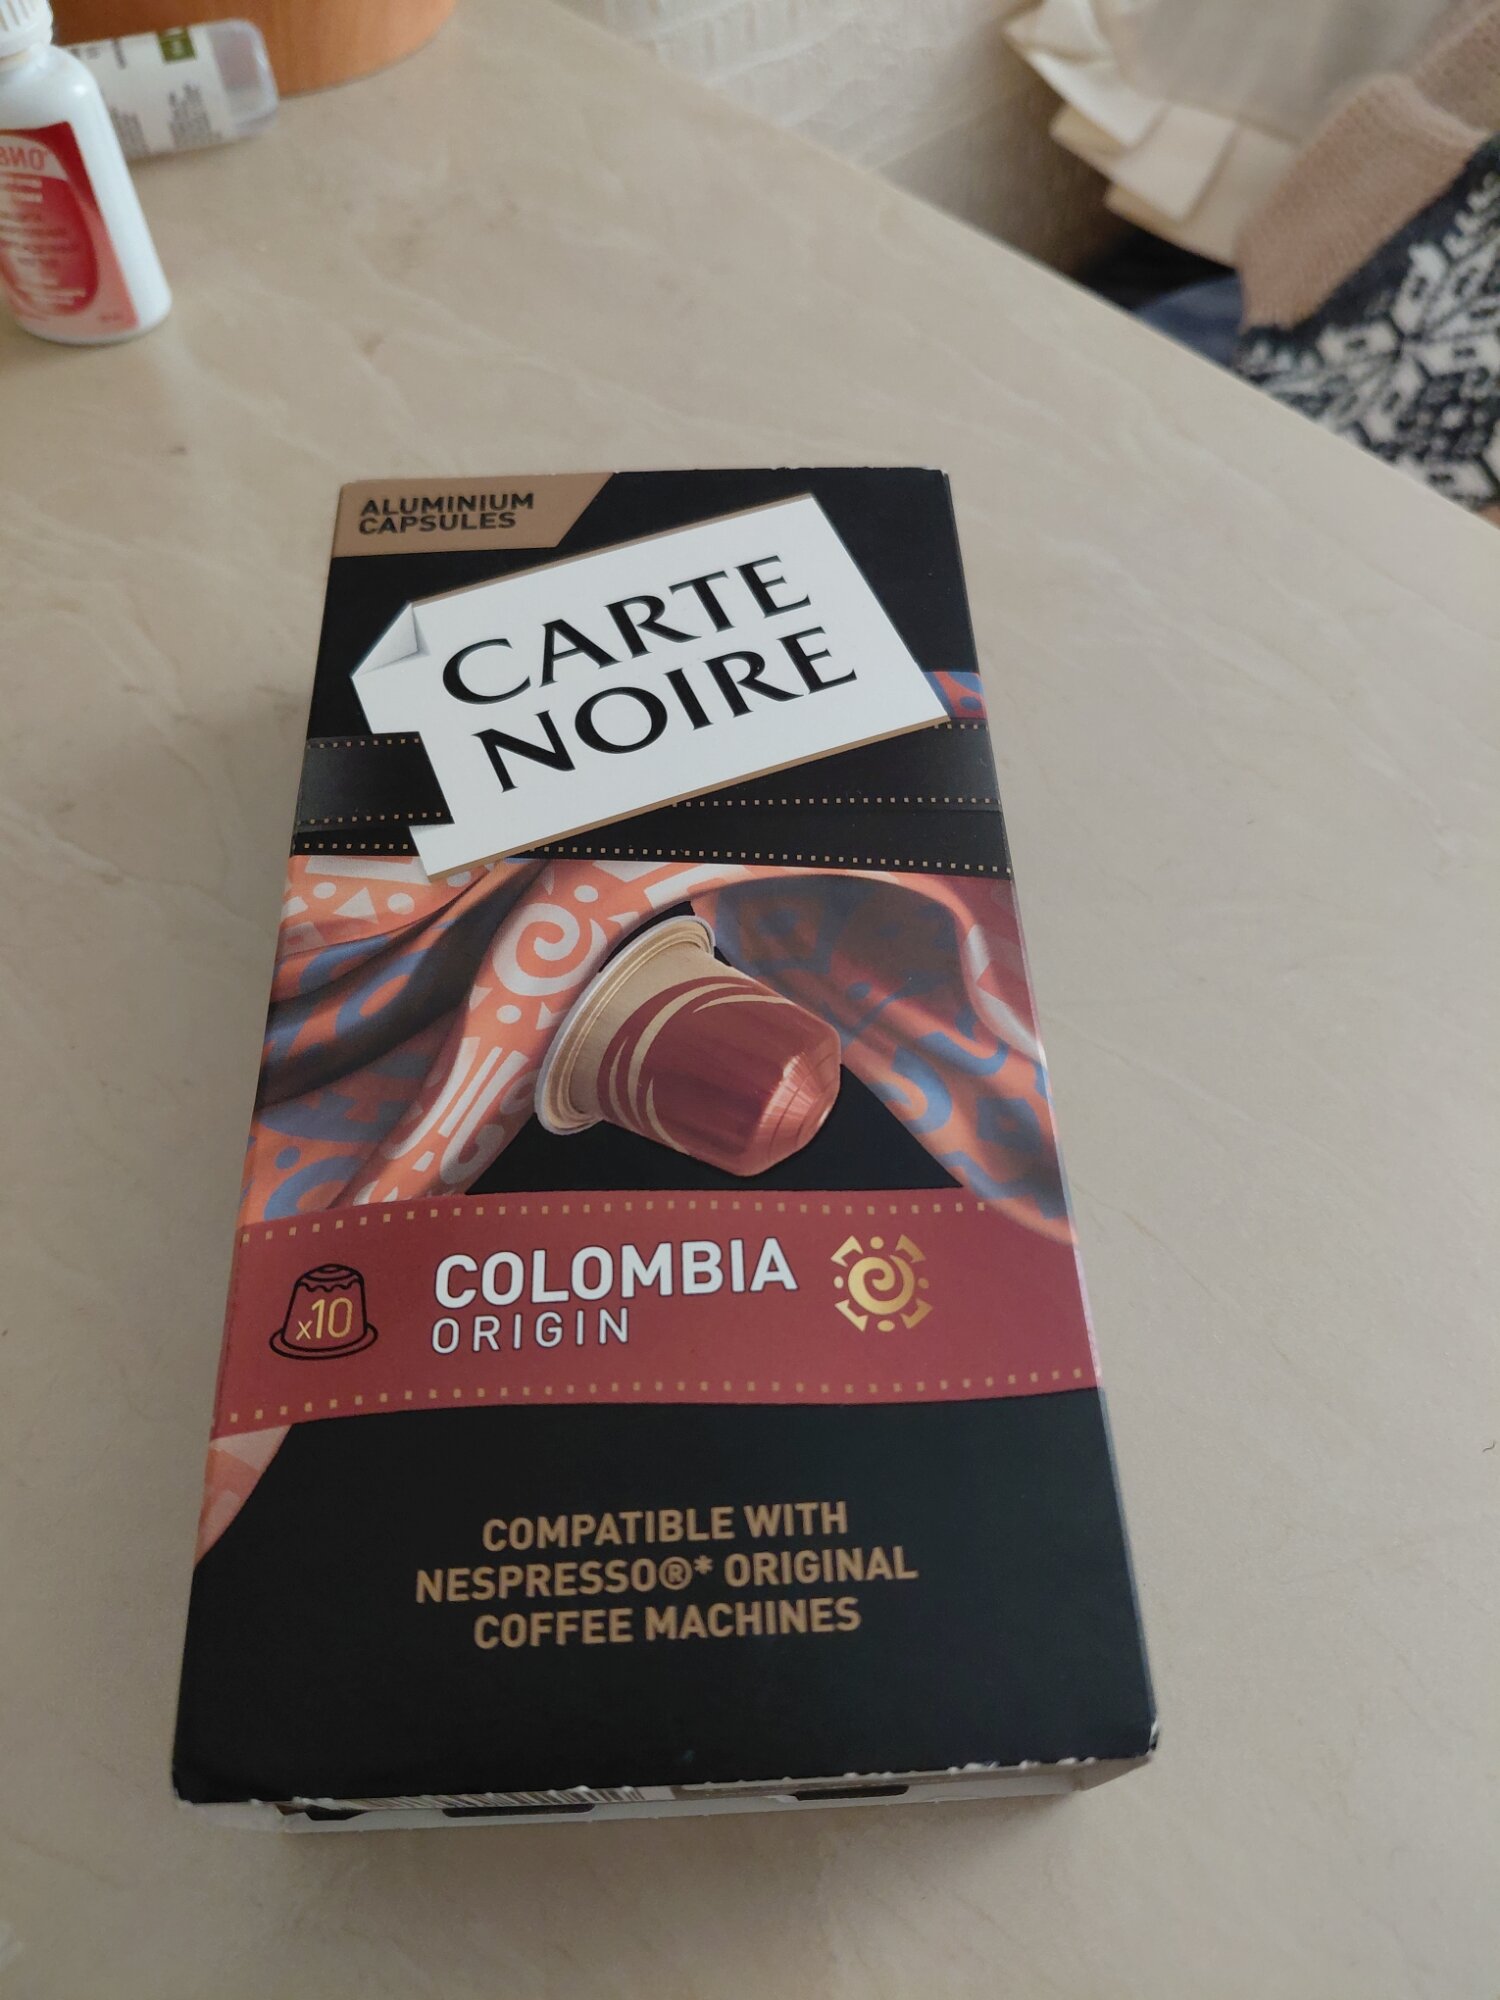 ALUMINIUM
CAPSULES
CARTE
NOIRE
x10
COLOMBIA
ORIGIN
COMPATIBLE WITH
NESPRESSO®* ORIGINAL
COFFEE MACHINES